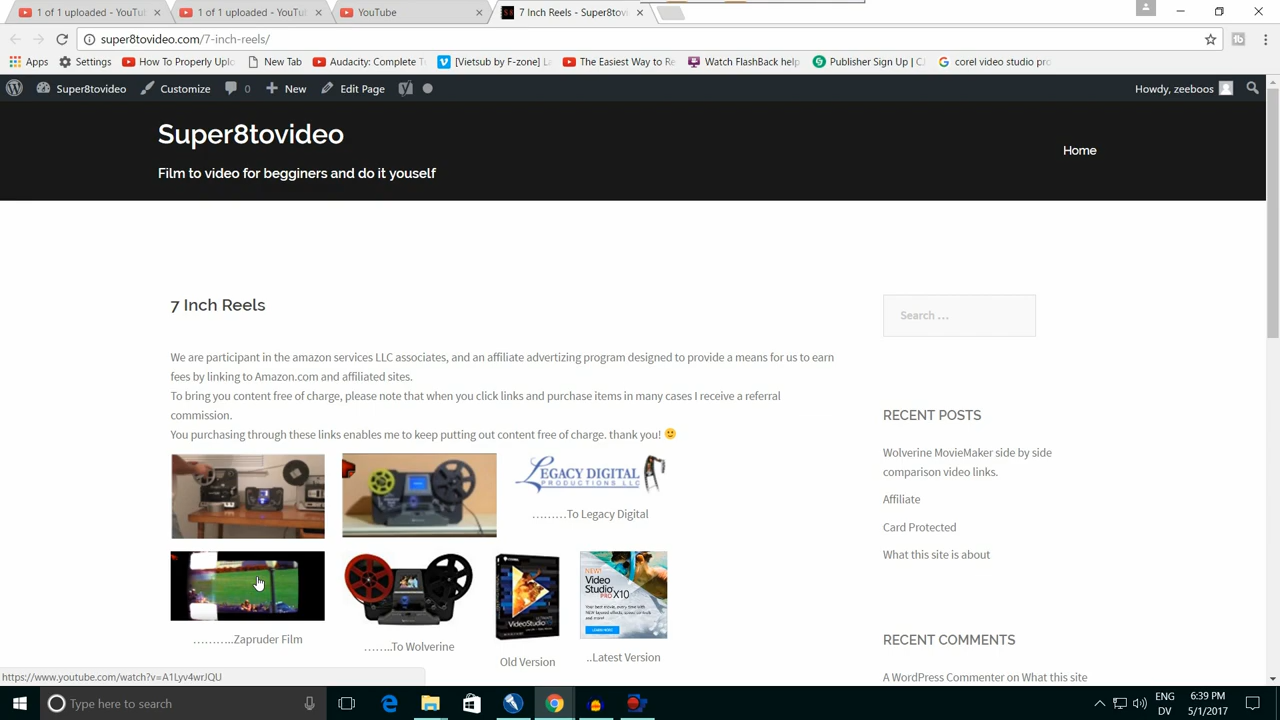 1 of 1 uploaded - YouTu
1 of 1 uploaded - YouTu
YouTube
7 Inch Reels - Super8tovi
super8tovideo.com/7-inch-reels/
Apps
Settings
How To Properly Uplo
New Tab
Audacity: Complete T
[Vietsub by F-zone] L
The Easiest Way to Re
Watch FlashBack help
Publisher Sign Up | C
corel video studio pro
Super8tovideo
Customize
0
New
Edit Page
Howdy, zeeboos
Super8tovideo
Home
Film to video for begginers and do it youself
7 Inch Reels
Search …
We are participant in the amazon services LLC associates, and an affiliate advertizing program designed to provide a means for us to earn
fees by linking to Amazon.com and affiliated sites.
To bring you content free of charge, please note that when you click links and purchase items in many cases I receive a referral
commission.
You purchasing through these links enables me to keep putting out content free of charge. thank you! 🙂
LEGACY DIGITAL
PRODUCTIONS LLC
………To Legacy Digital
VideoStudio
NEW!
Video
Studio
PRO X10
LEARN MORE
………..Zapruder Film
……..To Wolverine
Old Version
..Latest Version
RECENT POSTS
Wolverine MovieMaker side by side
comparison video links.
Affiliate
Card Protected
What this site is about
RECENT COMMENTS
A WordPress Commenter on What this site
https://www.youtube.com/watch?v=A1Lyv4wrJQU
Type here to search
ENG
DV
6:39 PM
5/1/2017